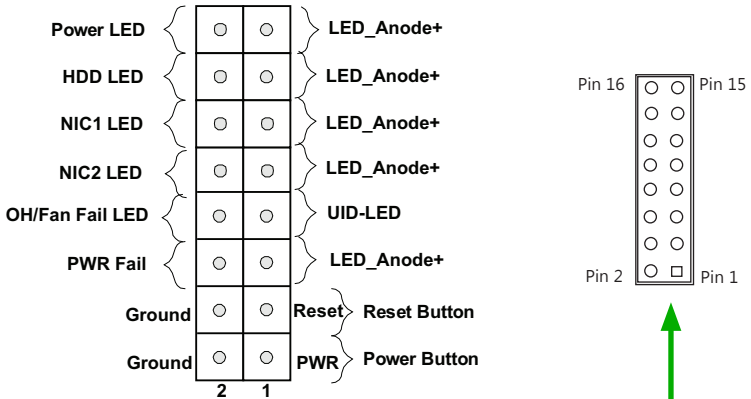 Power LED LED_Anode+
HDD LED LED_Anode+
NIC1 LED LED_Anode+
NIC2 LED LED_Anode+
OH/Fan Fail LED UID-LED
PWR Fail LED_Anode+
Ground Reset Reset Button
Ground PWR Power Button
2 1
Pin 16 Pin 15
Pin 2 Pin 1